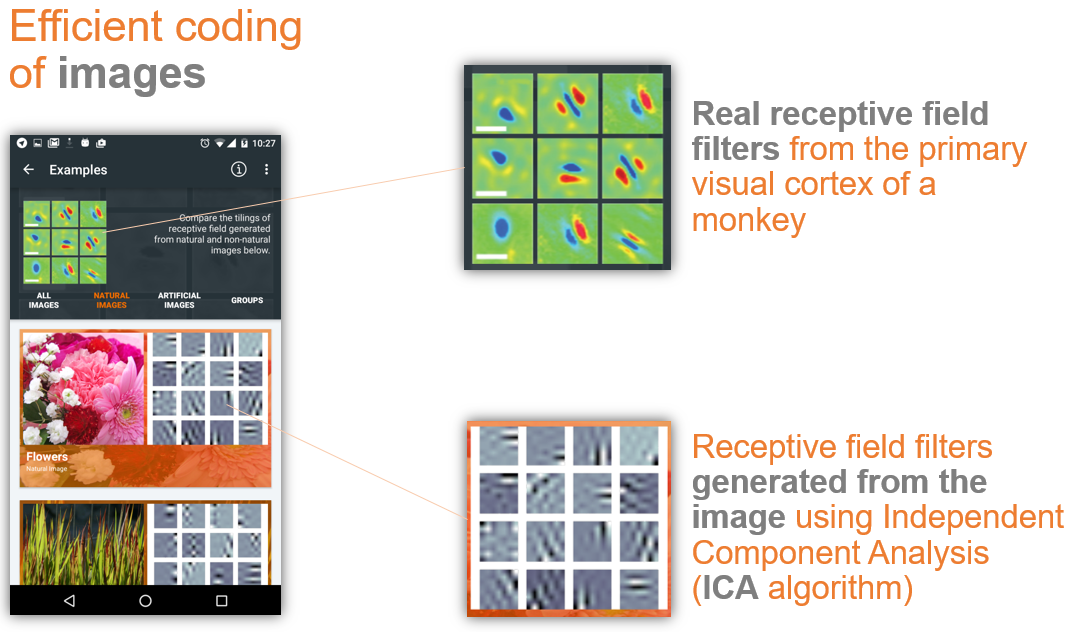 Efficient coding
of images
10:27
Examples
Compare the tilings of
receptive field generated
from natural and non-natural
images below.
ALL
IMAGES
NATURAL
IMAGES
ARTIFICIAL
IMAGES
GROUPS
Flowers
Natural Image
Real receptive field
filters from the primary
visual cortex of a
monkey
Receptive field filters
generated from the
image using Independent
Component Analysis
(ICA algorithm)